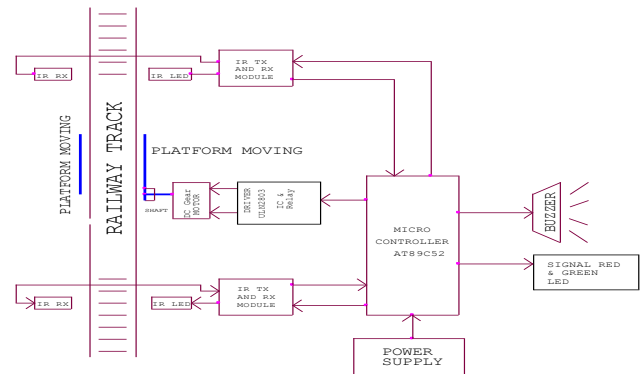 IR TX
AND RX
MODULE
IR RX
IR LED
PLATFORM MOVING
RAILWAY TRACK
PLATFORM MOVING
SHAFT
DC Gear
MOTOR
DRIVER
ULN2803
IC &
Relay
MICRO
CONTROLLER
AT89C52
BUZZER
SIGNAL RED
& GREEN
LED
IR TX
AND RX
MODULE
IR RX
IR LED
POWER
SUPPLY